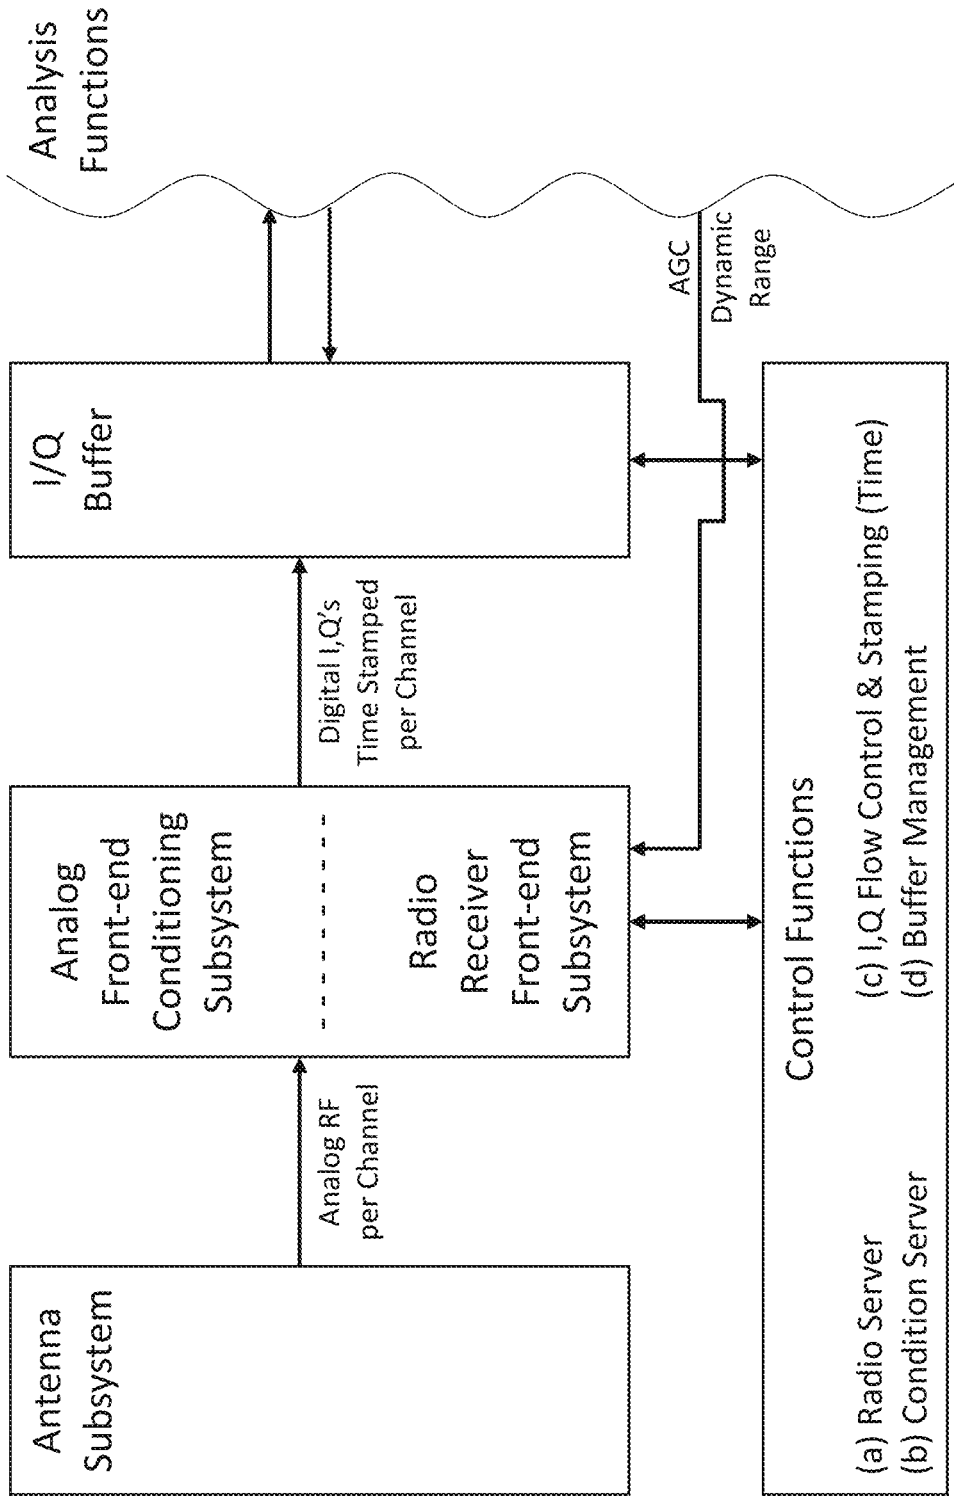 Antenna
Subsystem
Analog RF
per Channel
Analog
Front-end
Conditioning
Subsystem
Radio
Receiver
Front-end
Subsystem
Digital I,Q's
Time Stamped
per Channel
I/Q
Buffer
Analysis
Functions
AGC
Dynamic
Range
Control Functions
(a) Radio Server
(b) Condition Server
(c) I,Q Flow Control & Stamping (Time)
(d) Buffer Management